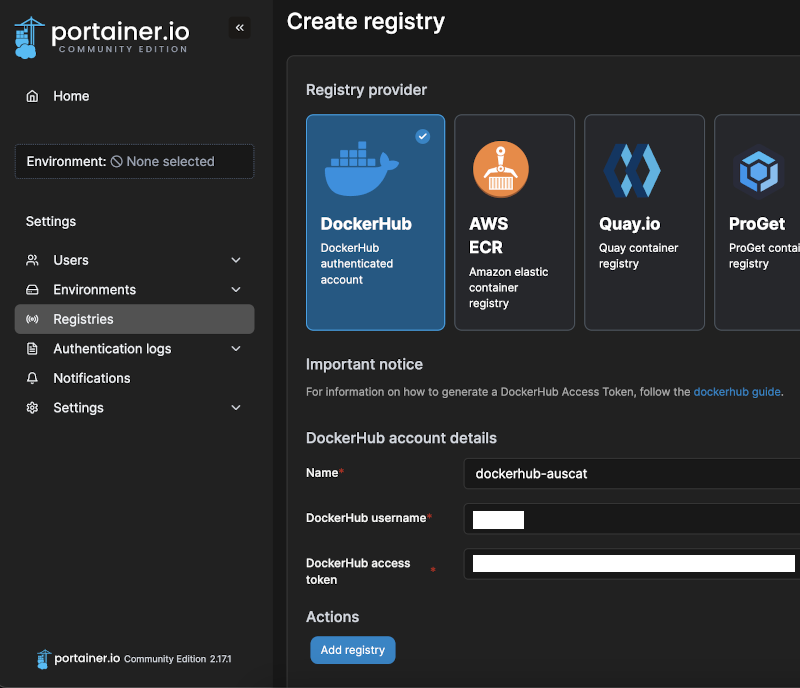 portainer.io
COMMUNITY EDITION
«
Home
Environment: None selected
Settings
Users
Environments
Registries
Authentication logs
Notifications
Settings
portainer.io Community Edition 2.17.1
Create registry
Registry provider
DockerHub
DockerHub
authenticated
account
AWS
ECR
Amazon elastic
container
registry
Quay.io
Quay container
registry
ProGet
ProGet contai
registry
Important notice
For information on how to generate a DockerHub Access Token, follow the dockerhub guide.
DockerHub account details
Name*
dockerhub-auscat
DockerHub username*
DockerHub access
token
*
Actions
Add registry